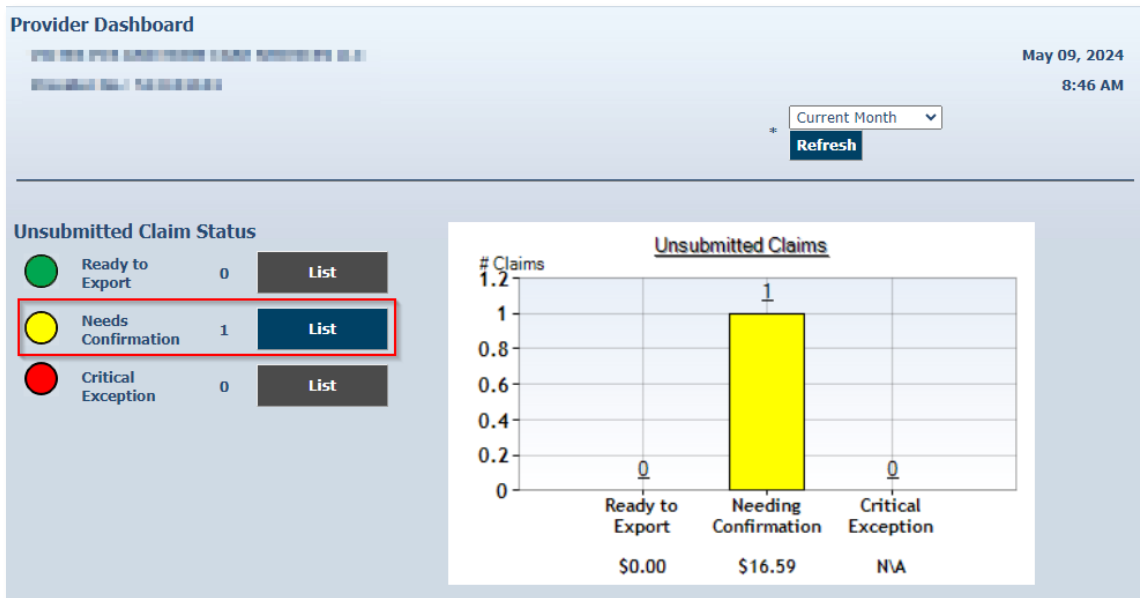 Provider Dashboard
May 09, 2024
8:46 AM
* Current Month
Refresh
Unsubmitted Claim Status
Ready to Export 0 List
Needs Confirmation 1 List
Critical Exception 0 List
Unsubmitted Claims
# Claims
1.2
1
1
0.8
0.6
0.4
0.2
0 0
0
Ready to Export
Needing Confirmation
Critical Exception
$0.00 $16.59 N\A